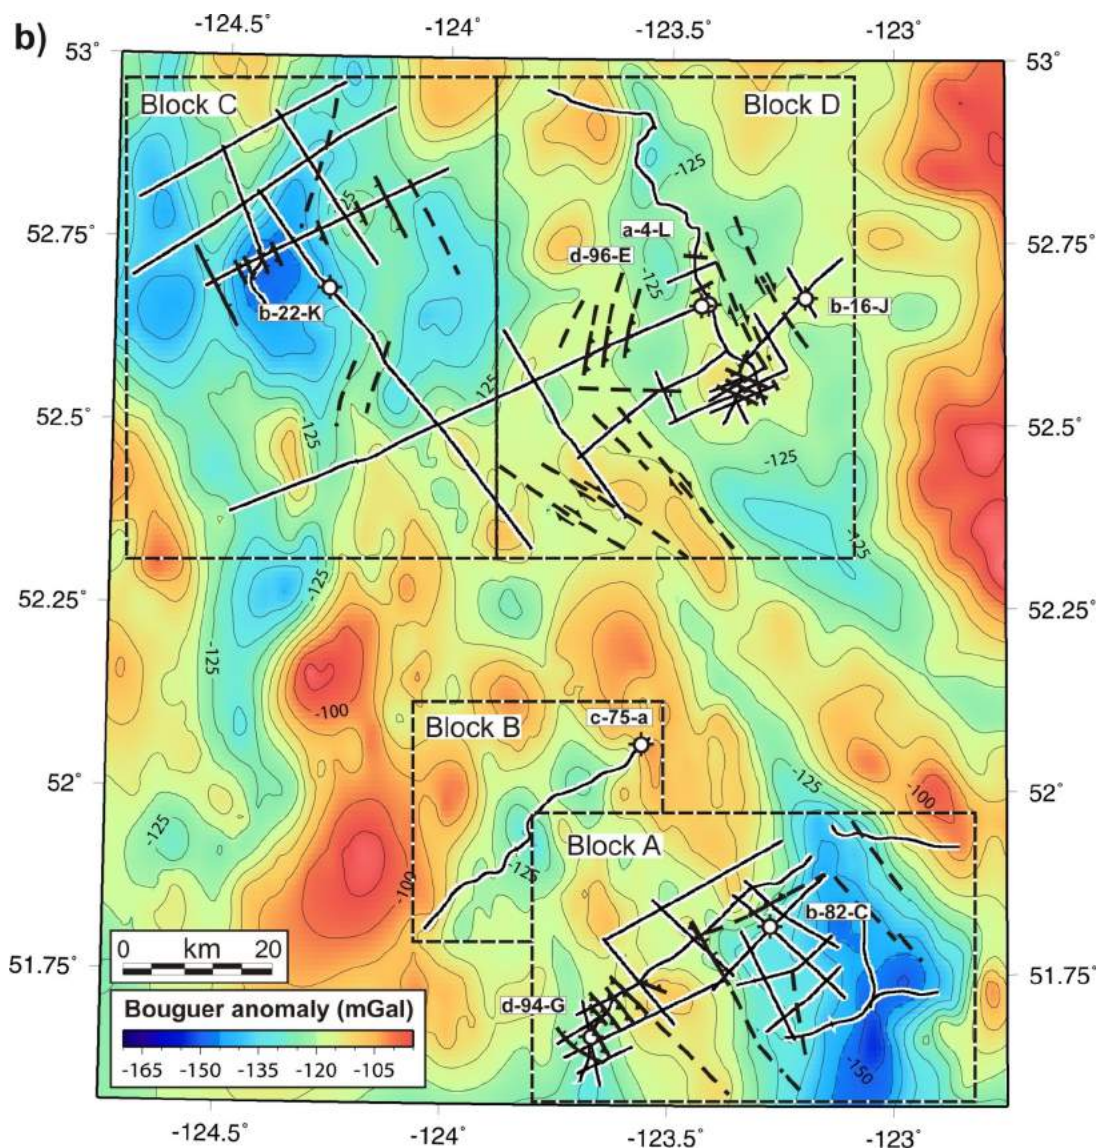 b)
-124.5° -124° -123.5° -123°
53° 53°
Block C Block D
-125
-125
a-4-L
52.75° 52.75°
d-96-E
-125
b-22-K
b-16-J
125
52.5° 52.5°
-125
-125
-125
-125
52.25° 52.25°
-125
-100
c-75-a
Block B
52° 52°
-125
-100
-125
Block A
-125
-100
b-82-C
0 km 20
51.75° 51.75°
d-94-G
Bouguer anomaly (mGal)
-165 -150 -135 -120 -105
-150
-124.5° -124° -123.5° -123°